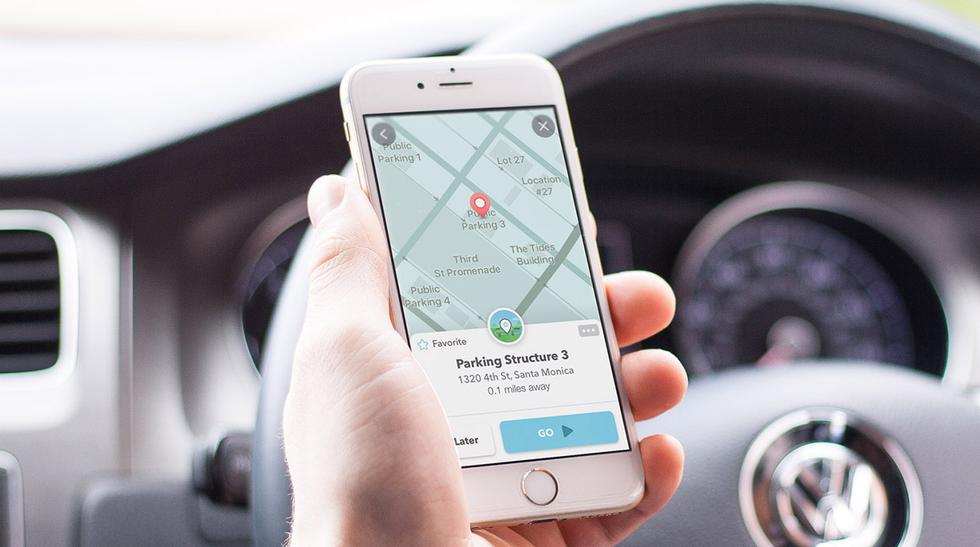 Public
Parking 1
Lot 27
Location
#27
Public
Parking 3
The Tides
Building
Third
St Promenade
Public
Parking 4
Favorite
Parking Structure 3
1320 4th St, Santa Monica
0.1 miles away
Later
GO